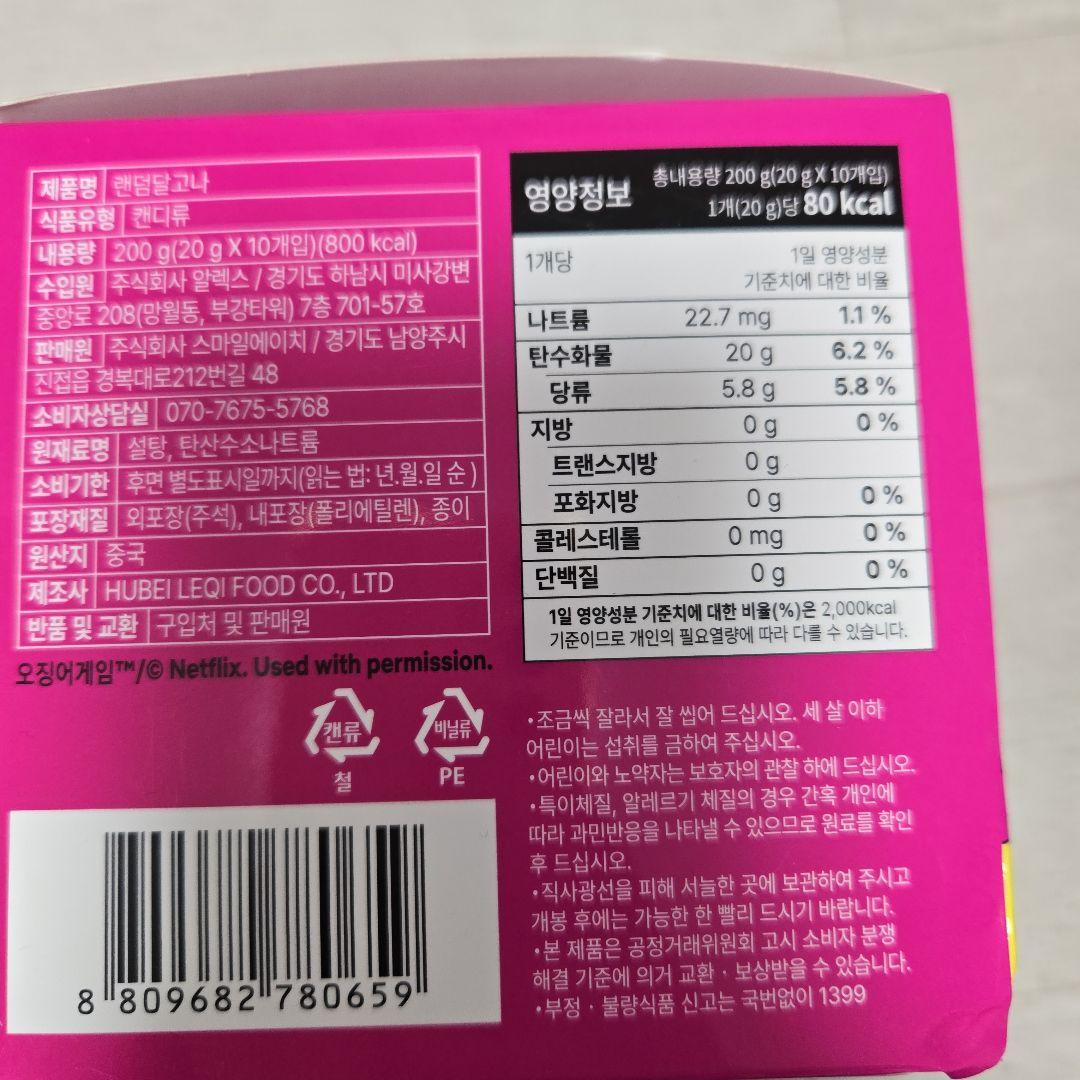 제품명 랜덤달고나
식품유형 캔디류
내용량 200 g(20 g X 10개입)(800 kcal)
수입원 주식회사 알렉스 / 경기도 하남시 미사강변
중앙로 208(망월동, 부강타워) 7층 701-57호
판매원 주식회사 스마일에이치 / 경기도 남양주시
진접읍 경복대로212번길 48
소비자상담실 070-7675-5768
원재료명 설탕, 탄산수소나트륨
소비기한 후면 별도표시일까지(읽는 법: 년.월.일 순)
포장재질 외포장(주석), 내포장(폴리에틸렌), 종이
원산지 중국
제조사 HUBEI LEQI FOOD CO., LTD
반품 및 교환 구입처 및 판매원
오징어게임™/© Netflix. Used with permission.
캔류
철
비닐류
PE
8 809682 780659
영양정보
총내용량 200 g(20 g X 10개입)
1개(20 g)당 80 kcal
1개당 1일 영양성분
기준치에 대한 비율
나트륨 22.7 mg 1.1 %
탄수화물 20 g 6.2 %
당류 5.8 g 5.8 %
지방 0 g 0 %
트랜스지방 0 g
포화지방 0 g 0 %
콜레스테롤 0 mg 0 %
단백질 0 g 0 %
1일 영양성분 기준치에 대한 비율(%)은 2,000kcal
기준이므로 개인의 필요열량에 따라 다를 수 있습니다.
•조금씩 잘라서 잘 씹어 드십시오. 세 살 이하
어린이는 섭취를 금하여 주십시오.
•어린이와 노약자는 보호자의 관찰 하에 드십시오.
•특이체질, 알레르기 체질의 경우 간혹 개인에
따라 과민반응을 나타낼 수 있으므로 원료를 확인
후 드십시오.
•직사광선을 피해 서늘한 곳에 보관하여 주시고
개봉 후에는 가능한 한 빨리 드시기 바랍니다.
•본 제품은 공정거래위원회 고시 소비자 분쟁
해결 기준에 의거 교환 · 보상받을 수 있습니다.
•부정 · 불량식품 신고는 국번없이 1399